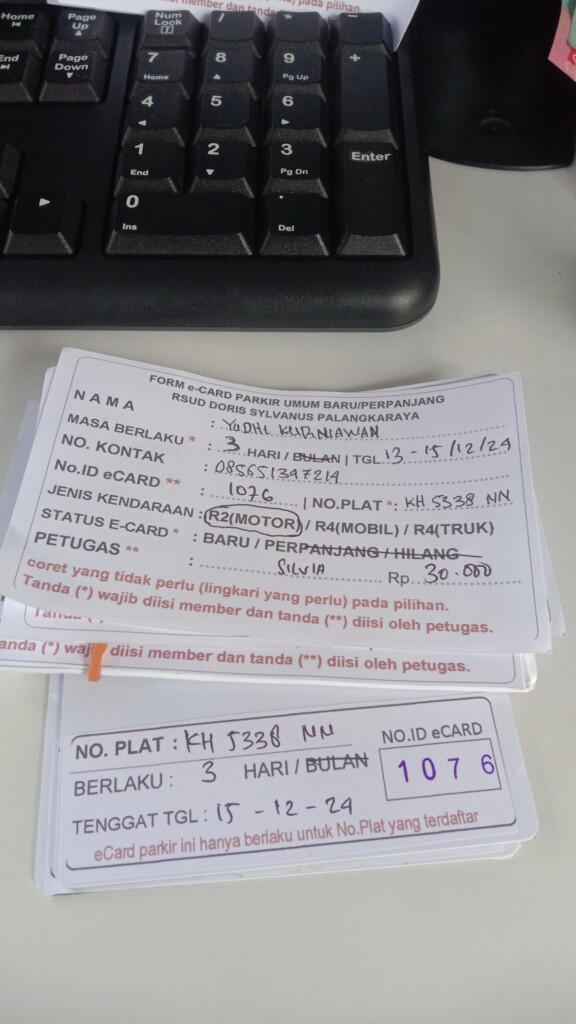 member dan tanda
pada pilihan.
Home
Page Up
Num Lock
/
*
-
End
Page Down
7 Home
8
9 Pg Up
+
4
5
6
1 End
2
3 Pg Dn
Enter
0 Ins
. Del
FORM e-CARD PARKIR UMUM BARU/PERPANJANG
RSUD DORIS SYLVANUS PALANGKARAYA
NAMA : YUDHI KURNIAWAN
MASA BERLAKU * : 3 HARI / BULAN | TGL 13 - 15/12/24
NO. KONTAK : 085651347214
No.ID eCARD ** : 1076 | NO.PLAT *: KH 5338 NN
JENIS KENDARAAN : R2(MOTOR) / R4(MOBIL) / R4(TRUK)
STATUS E-CARD * : BARU / PERPANJANG / HILANG
PETUGAS ** : SILVIA Rp. 30.000
coret yang tidak perlu (lingkari yang perlu) pada pilihan.
Tanda (*) wajib diisi member dan tanda (**) diisi oleh petugas.
anda (*) wajib diisi member dan tanda (**) diisi oleh petugas.
NO. PLAT : KH 5338 NN
NO.ID eCARD
BERLAKU : 3 HARI / BULAN
1076
TENGGAT TGL : 15 - 12 - 24
eCard parkir ini hanya berlaku untuk No.Plat yang terdaftar